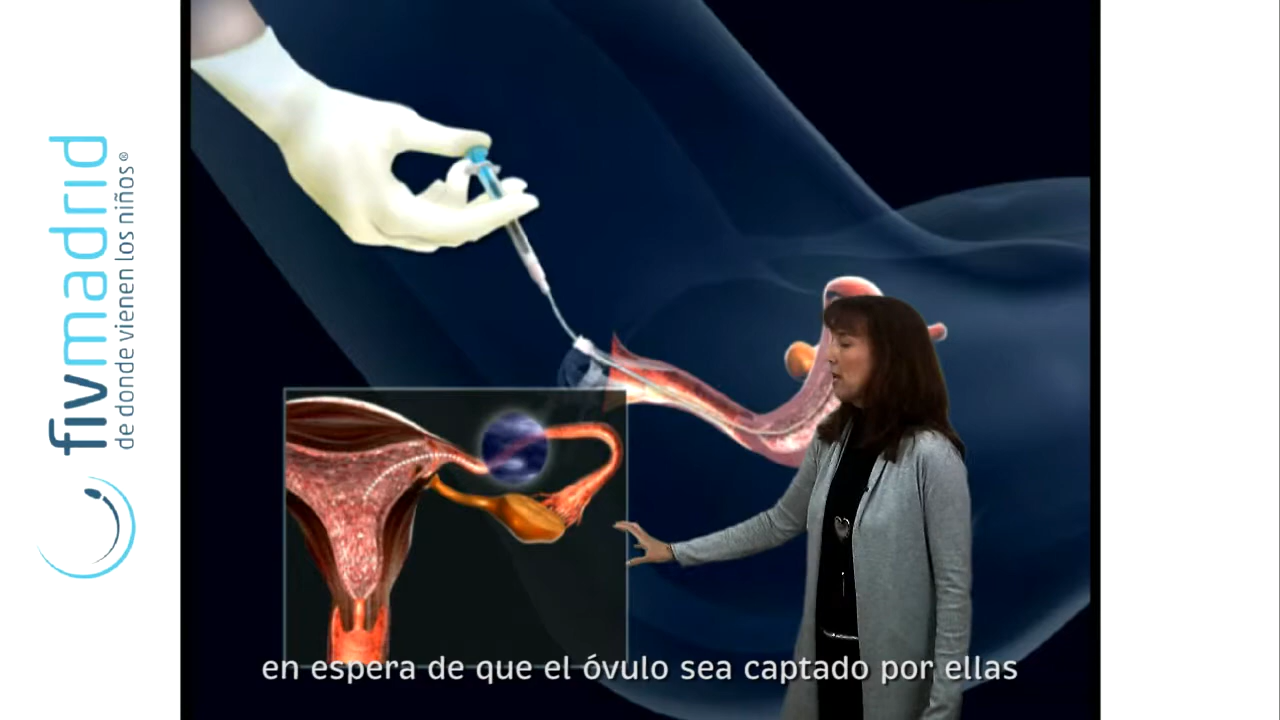 fivmadrid
de donde vienen los niños®
en espera de que el óvulo sea captado por ellas